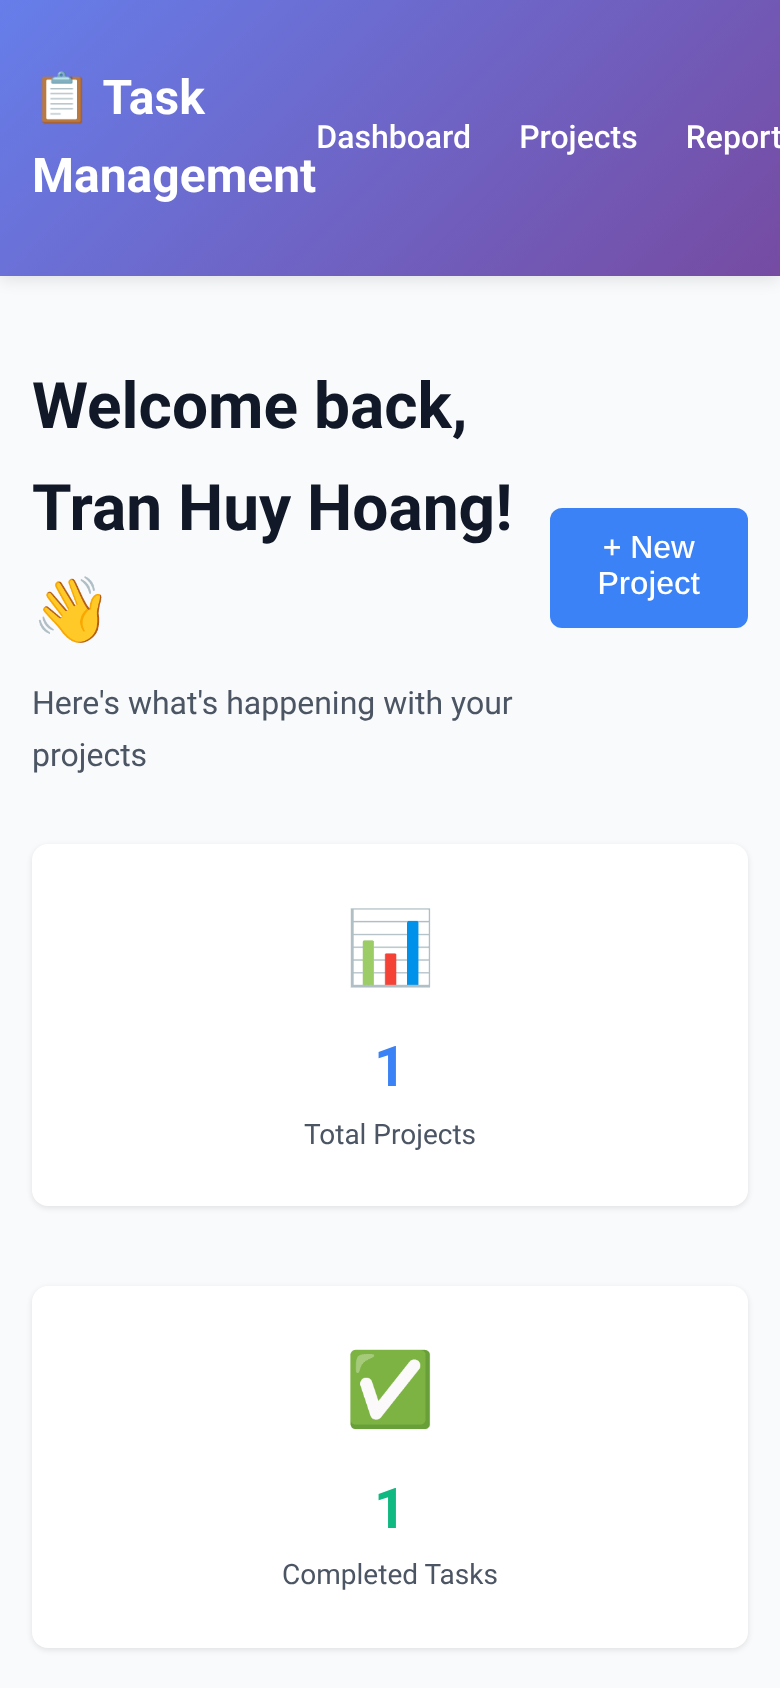 📋 Task
Management
Dashboard Projects Report
Welcome back,
Tran Huy Hoang!
👋
+ New
Project
Here's what's happening with your
projects
1
Total Projects
1
Completed Tasks